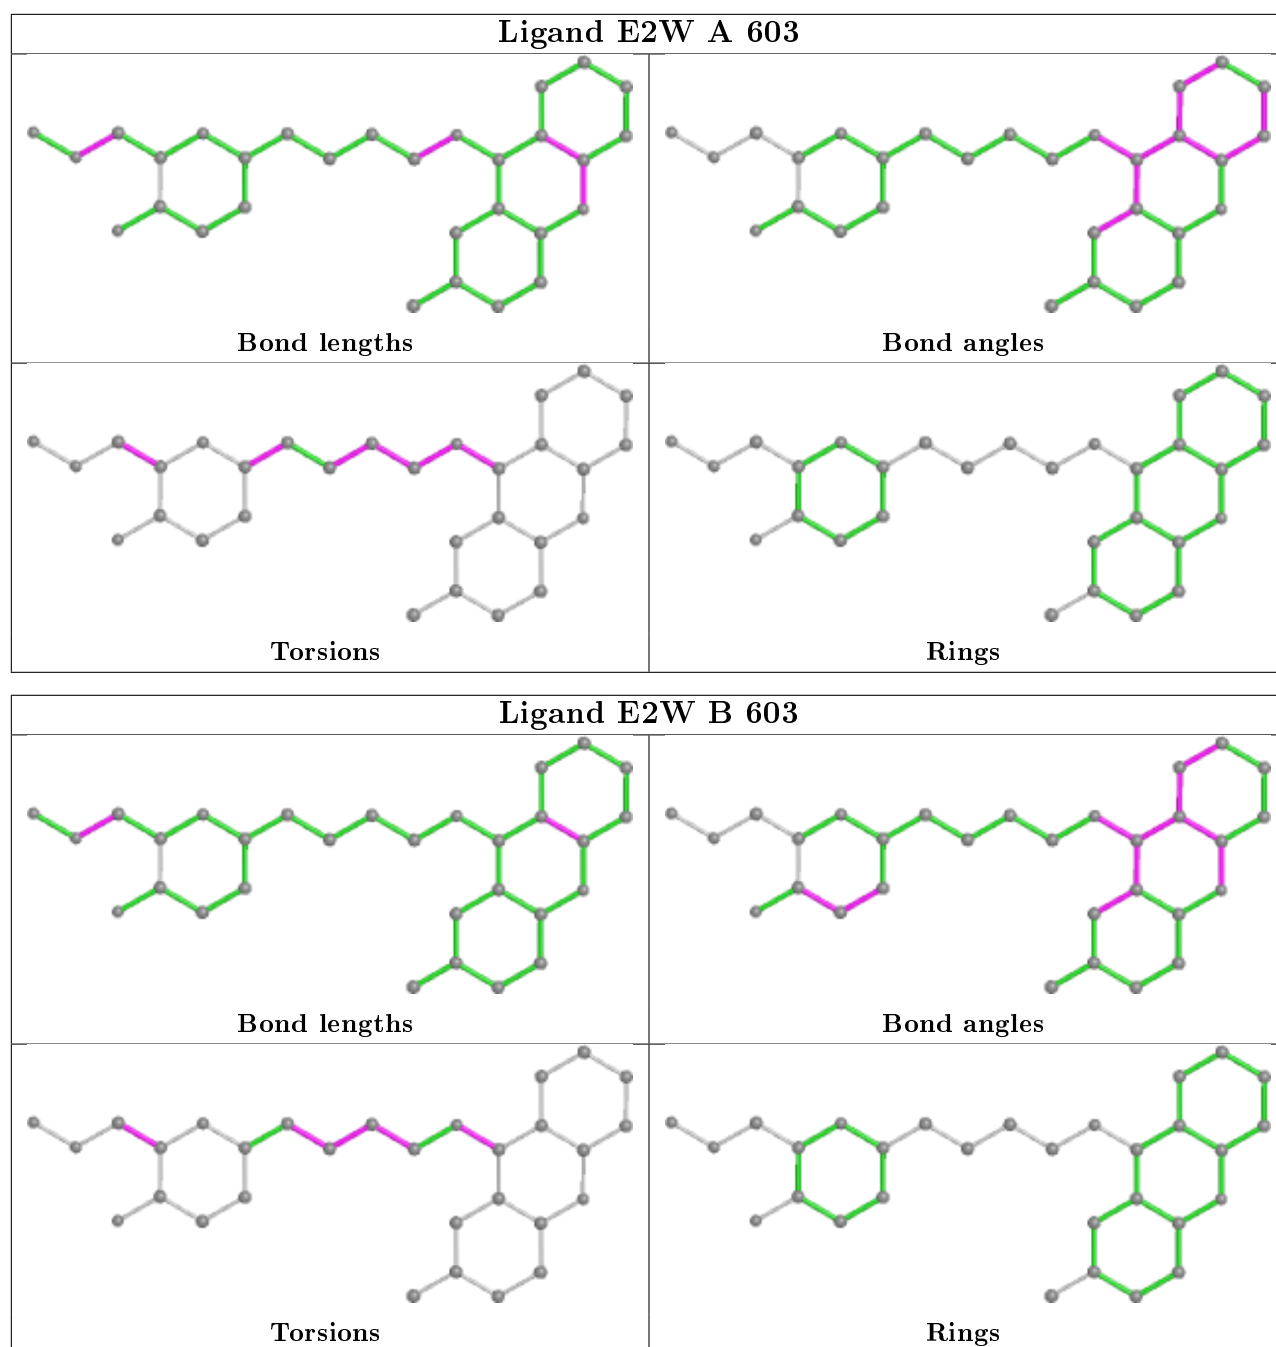 Ligand E2W A 603
Bond lengths
Bond angles
Torsions
Rings
Ligand E2W B 603
Bond lengths
Bond angles
Torsions
Rings